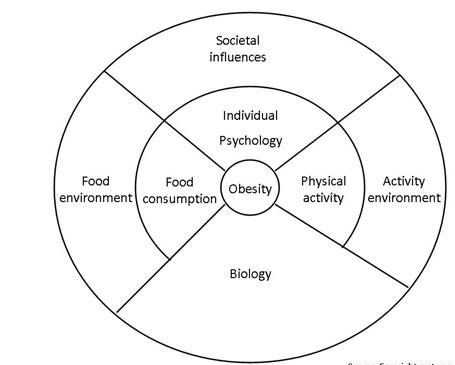 Societal
influences
Individual
Psychology
Food
environment
Food
consumption
Obesity
Physical
activity
Activity
environment
Biology